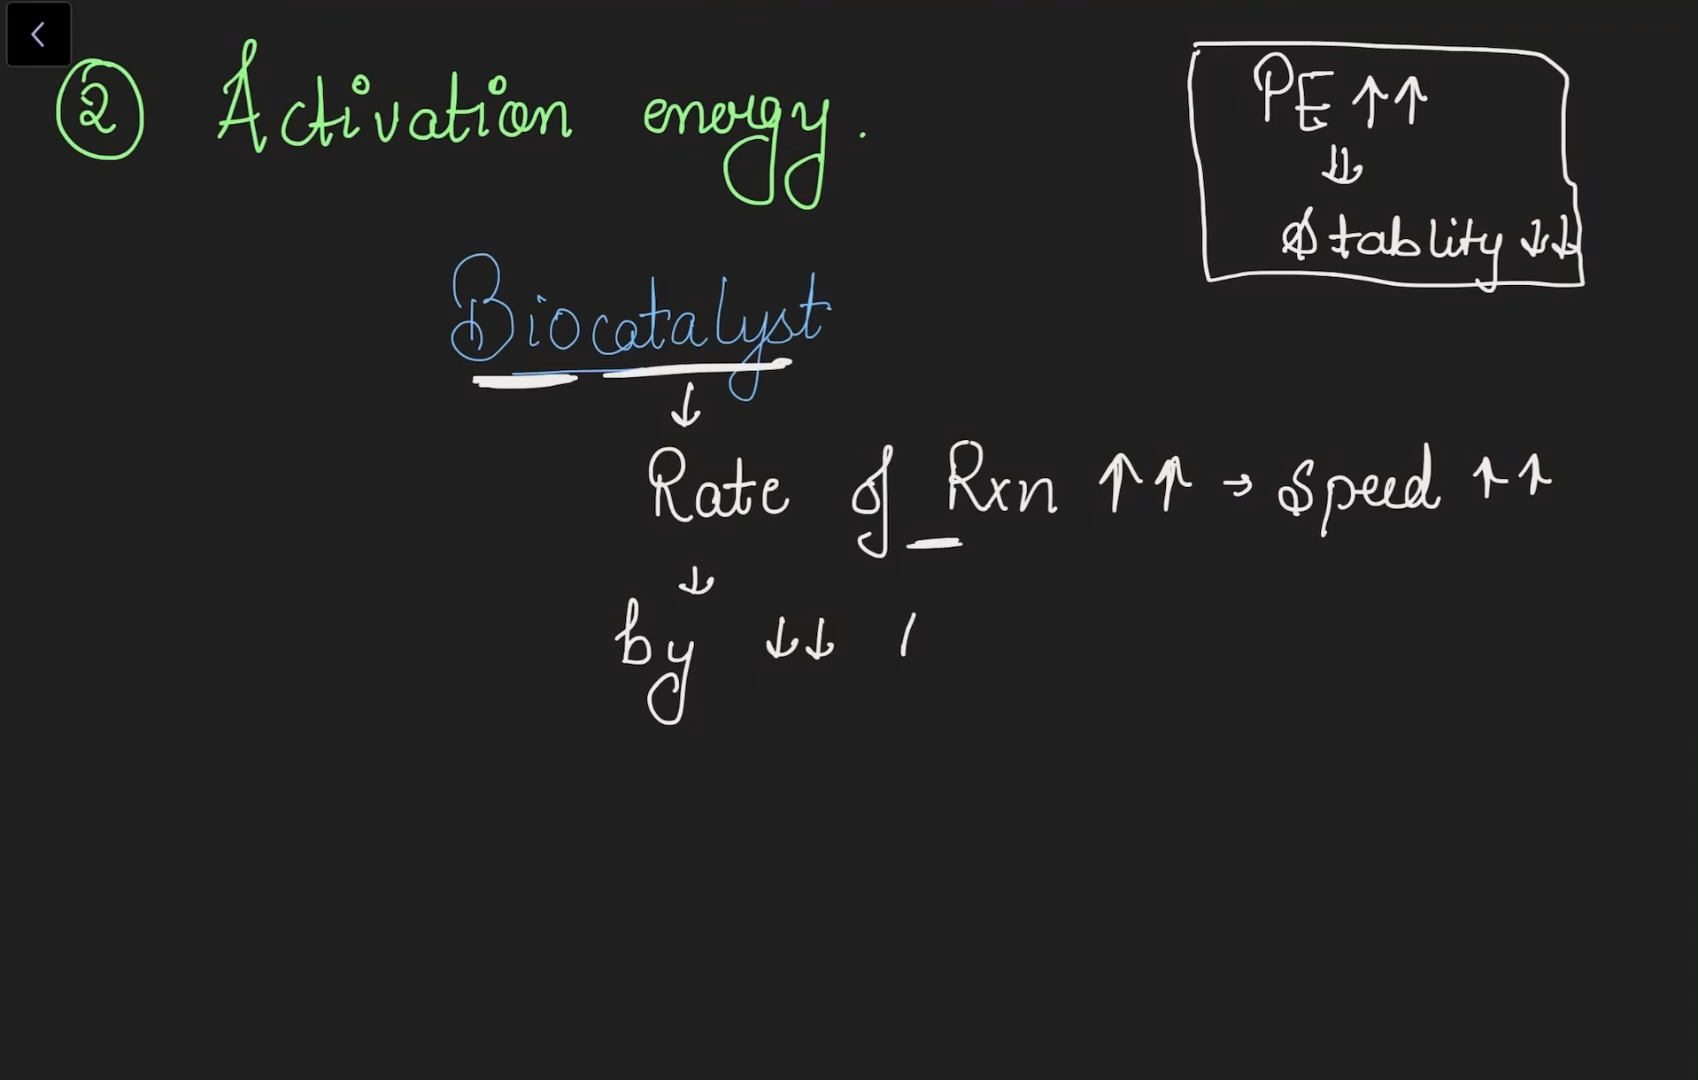 ② Activation energy.
PE ↑↑
⇓
Stablity ↓↓
Biocatalyst
↓
Rate of Rxn ↑↑ → Speed ↑↑
↓
by ↓↓